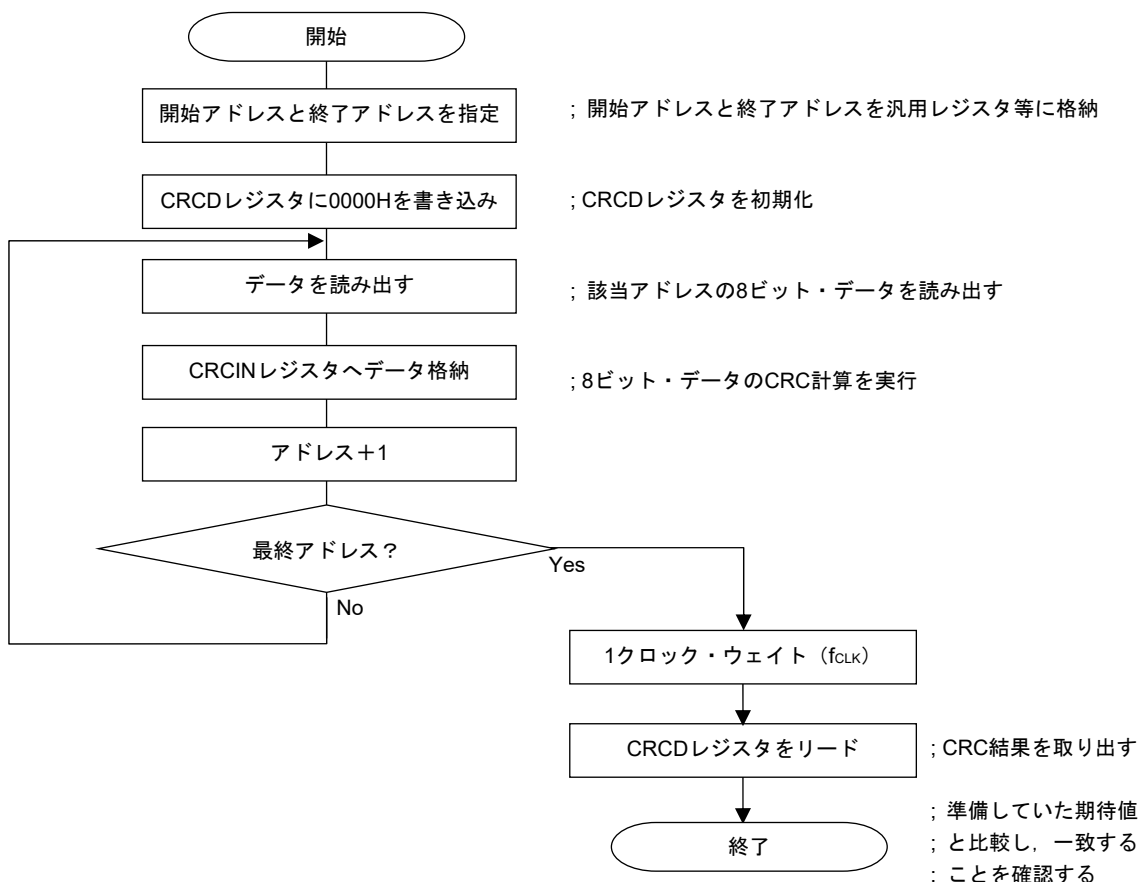 開始
開始アドレスと終了アドレスを指定
; 開始アドレスと終了アドレスを汎用レジスタ等に格納
CRCDレジスタに0000Hを書き込み
; CRCDレジスタを初期化
データを読み出す
; 該当アドレスの8ビット・データを読み出す
CRCINレジスタへデータ格納
; 8ビット・データのCRC計算を実行
アドレス+1
最終アドレス?
Yes
No
1クロック・ウェイト(fCLK)
CRCDレジスタをリード
; CRC結果を取り出す
終了
; 準備していた期待値
; と比較し,一致する
; ことを確認する